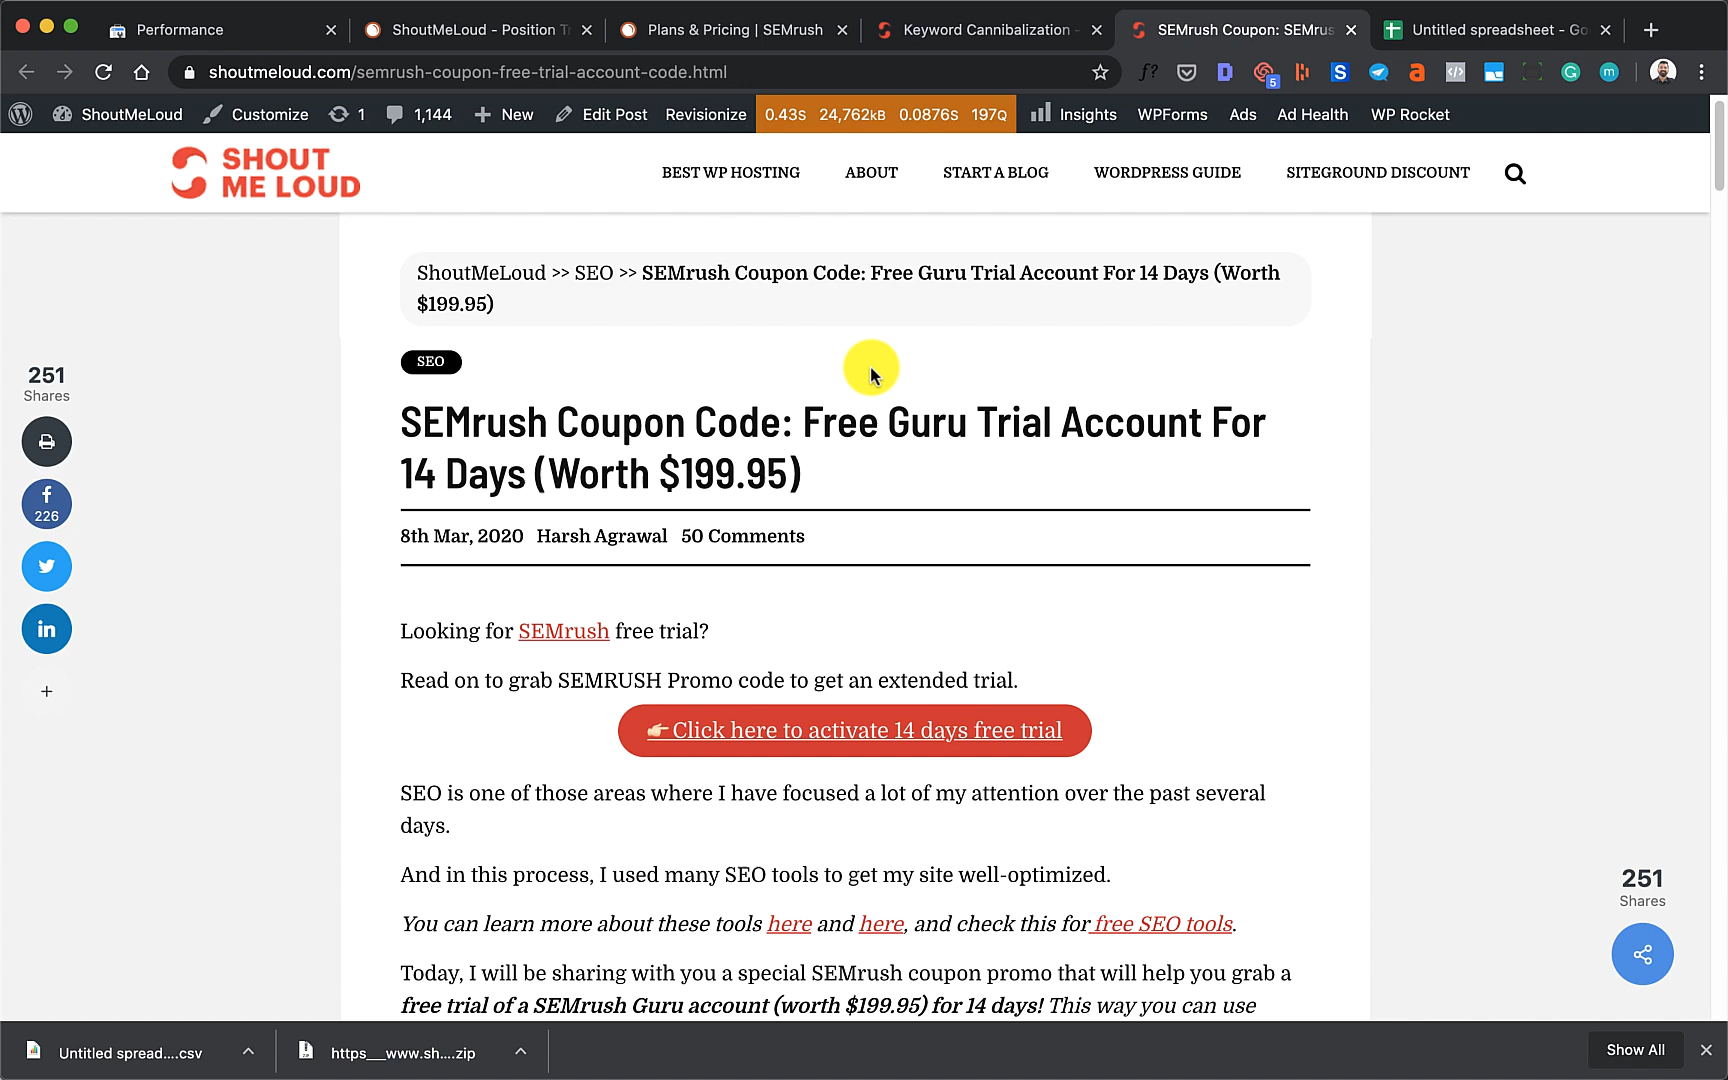 Performance
ShoutMeLoud - Position T
Plans & Pricing | SEMrush
Keyword Cannibalization -
SEMrush Coupon: SEMrus
Untitled spreadsheet - Go
shoutmeloud.com/semrush-coupon-free-trial-account-code.html
f?
D
5
S
a
</>
G
m
ShoutMeLoud
Customize
1
1,144
New
Edit Post
Revisionize
0.43S 24,762KB 0.0876S 197Q
Insights
WPForms
Ads
Ad Health
WP Rocket
SHOUT
ME LOUD
BEST WP HOSTING
ABOUT
START A BLOG
WORDPRESS GUIDE
SITEGROUND DISCOUNT
ShoutMeLoud >> SEO >> SEMrush Coupon Code: Free Guru Trial Account For 14 Days (Worth
$199.95)
SEO
SEMrush Coupon Code: Free Guru Trial Account For
14 Days (Worth $199.95)
8th Mar, 2020 Harsh Agrawal 50 Comments
251
Shares
f
226
in
+
Looking for SEMrush free trial?
Read on to grab SEMRUSH Promo code to get an extended trial.
Click here to activate 14 days free trial
SEO is one of those areas where I have focused a lot of my attention over the past several
days.
And in this process, I used many SEO tools to get my site well-optimized.
You can learn more about these tools here and here, and check this for free SEO tools.
Today, I will be sharing with you a special SEMrush coupon promo that will help you grab a
free trial of a SEMrush Guru account (worth $199.95) for 14 days! This way you can use
251
Shares
Untitled spread....csv
https__www.sh....zip
Show All